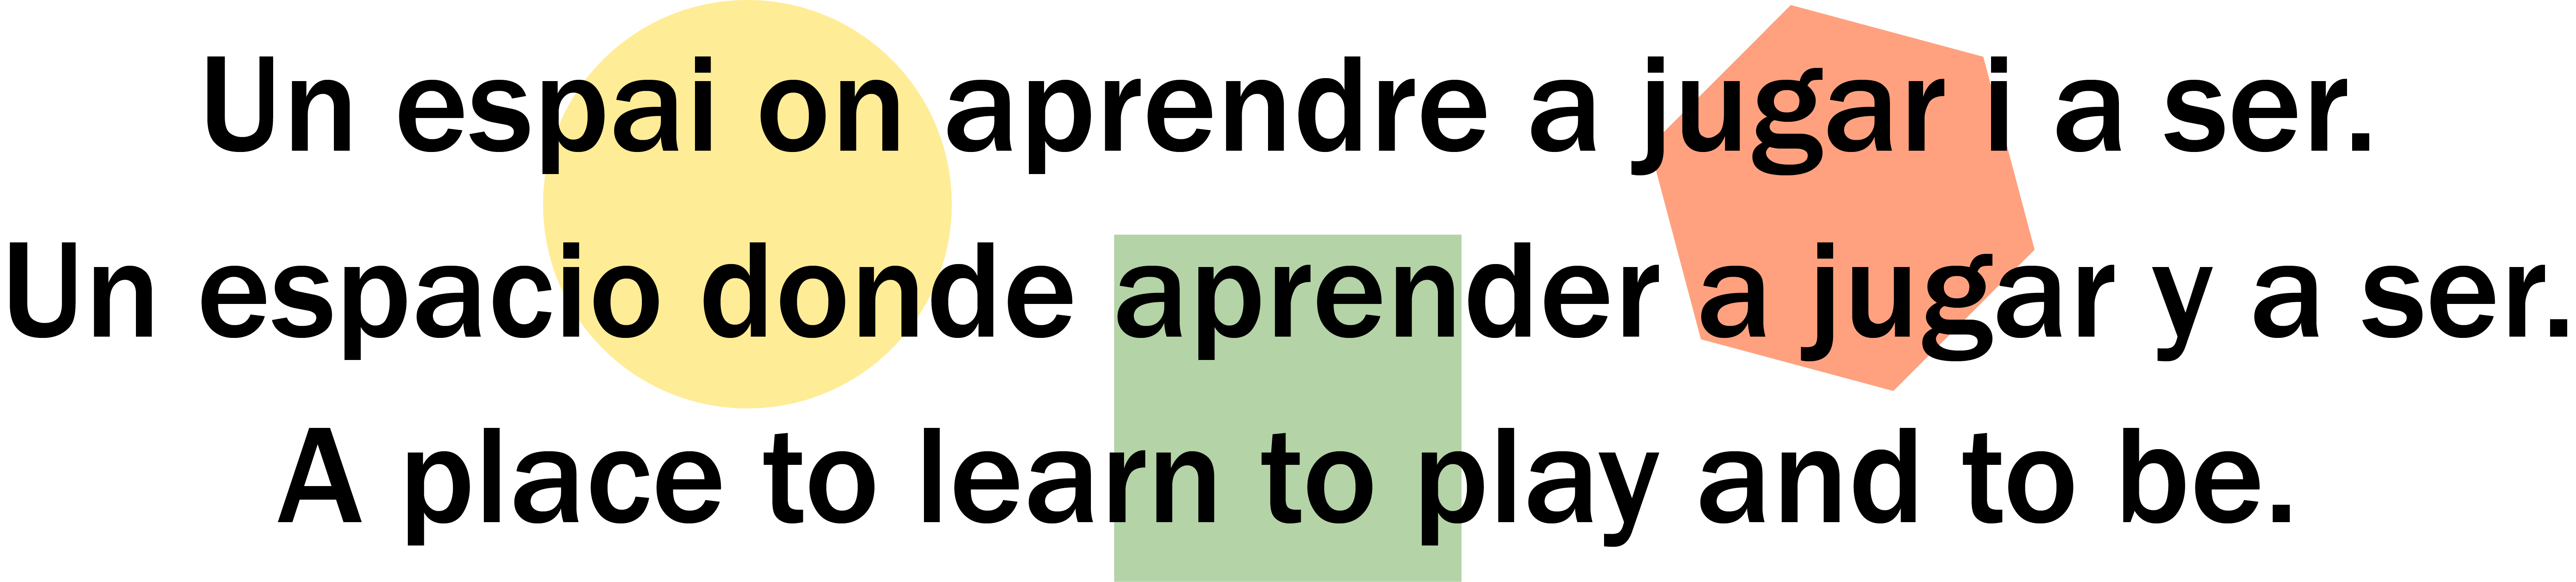 Un espai on aprendre a jugar i a ser.
Un espacio donde aprender a jugar y a ser.
A place to learn to play and to be.